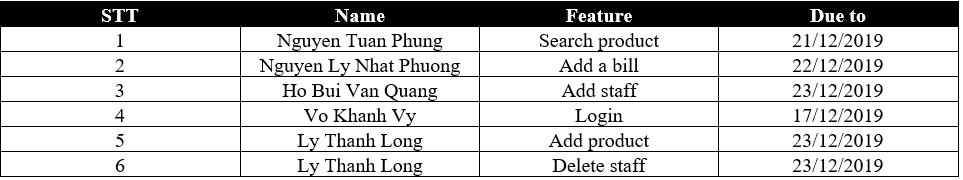 STT Name Feature Due to
1 Nguyen Tuan Phung Search product 21/12/2019
2 Nguyen Ly Nhat Phuong Add a bill 22/12/2019
3 Ho Bui Van Quang Add staff 23/12/2019
4 Vo Khanh Vy Login 17/12/2019
5 Ly Thanh Long Add product 23/12/2019
6 Ly Thanh Long Delete staff 23/12/2019